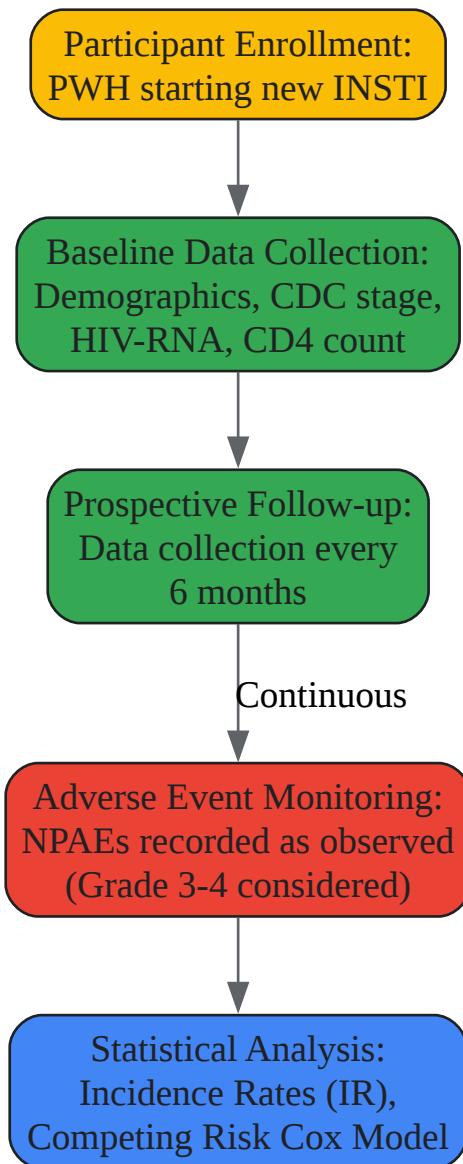 Participant Enrollment:
PWH starting new INSTI
Baseline Data Collection:
Demographics, CDC stage,
HIV-RNA, CD4 count
Prospective Follow-up:
Data collection every
6 months
Continuous
Adverse Event Monitoring:
NPAEs recorded as observed
(Grade 3-4 considered)
Statistical Analysis:
Incidence Rates (IR),
Competing Risk Cox Model